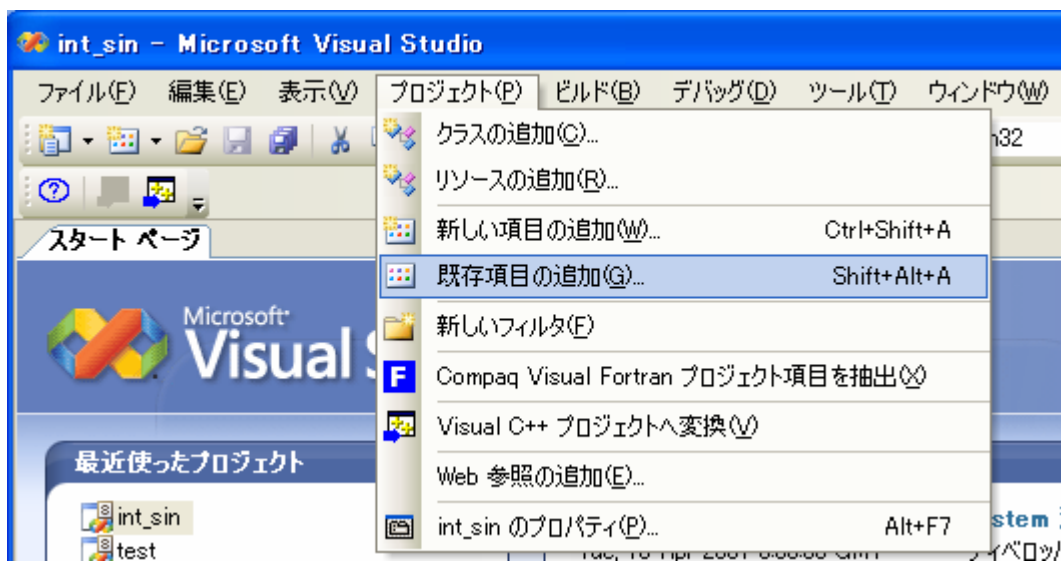 int_sin - Microsoft Visual Studio
ファイル(F) 編集(E) 表示(V) プロジェクト(P) ビルド(B) デバッグ(D) ツール(T) ウィンドウ(W)
クラスの追加(C)...
リソースの追加(R)...
新しい項目の追加(W)... Ctrl+Shift+A
スタート ページ
既存項目の追加(G)... Shift+Alt+A
Microsoft
Visual
新しいフィルタ(F)
Compaq Visual Fortran プロジェクト項目を抽出(X)
Visual C++ プロジェクトへ変換(V)
最近使ったプロジェクト
Web 参照の追加(E)...
int_sin
int_sin のプロパティ(P)... Alt+F7
test